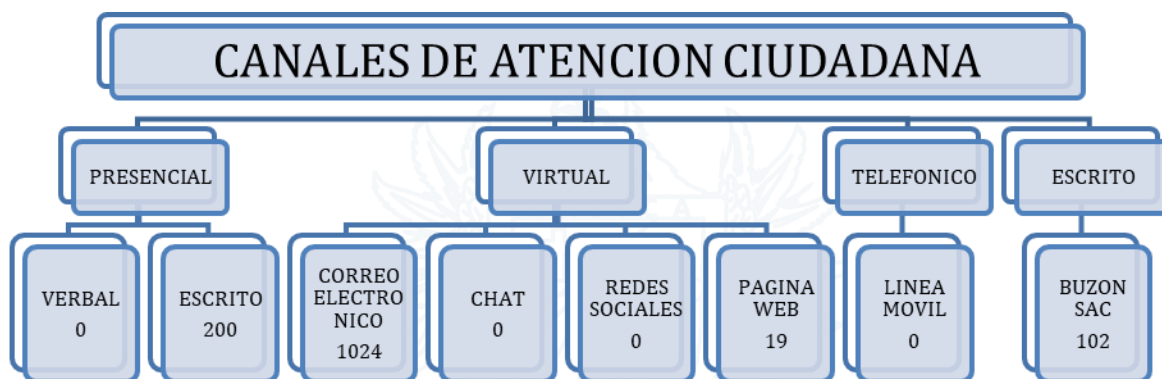 CANALES DE ATENCION CIUDADANA
PRESENCIAL
VIRTUAL
TELEFONICO
ESCRITO
VERBAL
0
ESCRITO
200
CORREO
ELECTRO
NICO
1024
CHAT
0
REDES
SOCIALES
0
PAGINA
WEB
19
LINEA
MOVIL
0
BUZON
SAC
102